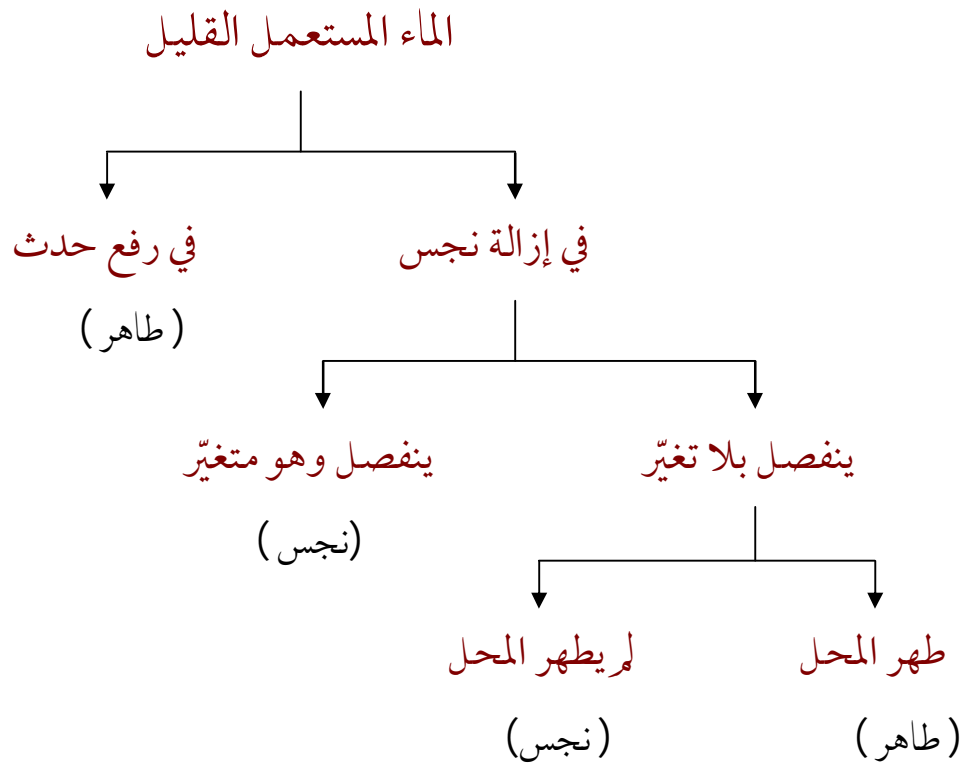 الماء المستعمل القليل
في إزالة نجس
في رفع حدث
( طاهر )
ينفصل بلا تغيّر
ينفصل وهو متغيّر
(نجس )
طهر المحل
لم يطهر المحل
( طاهر )
( نجس)